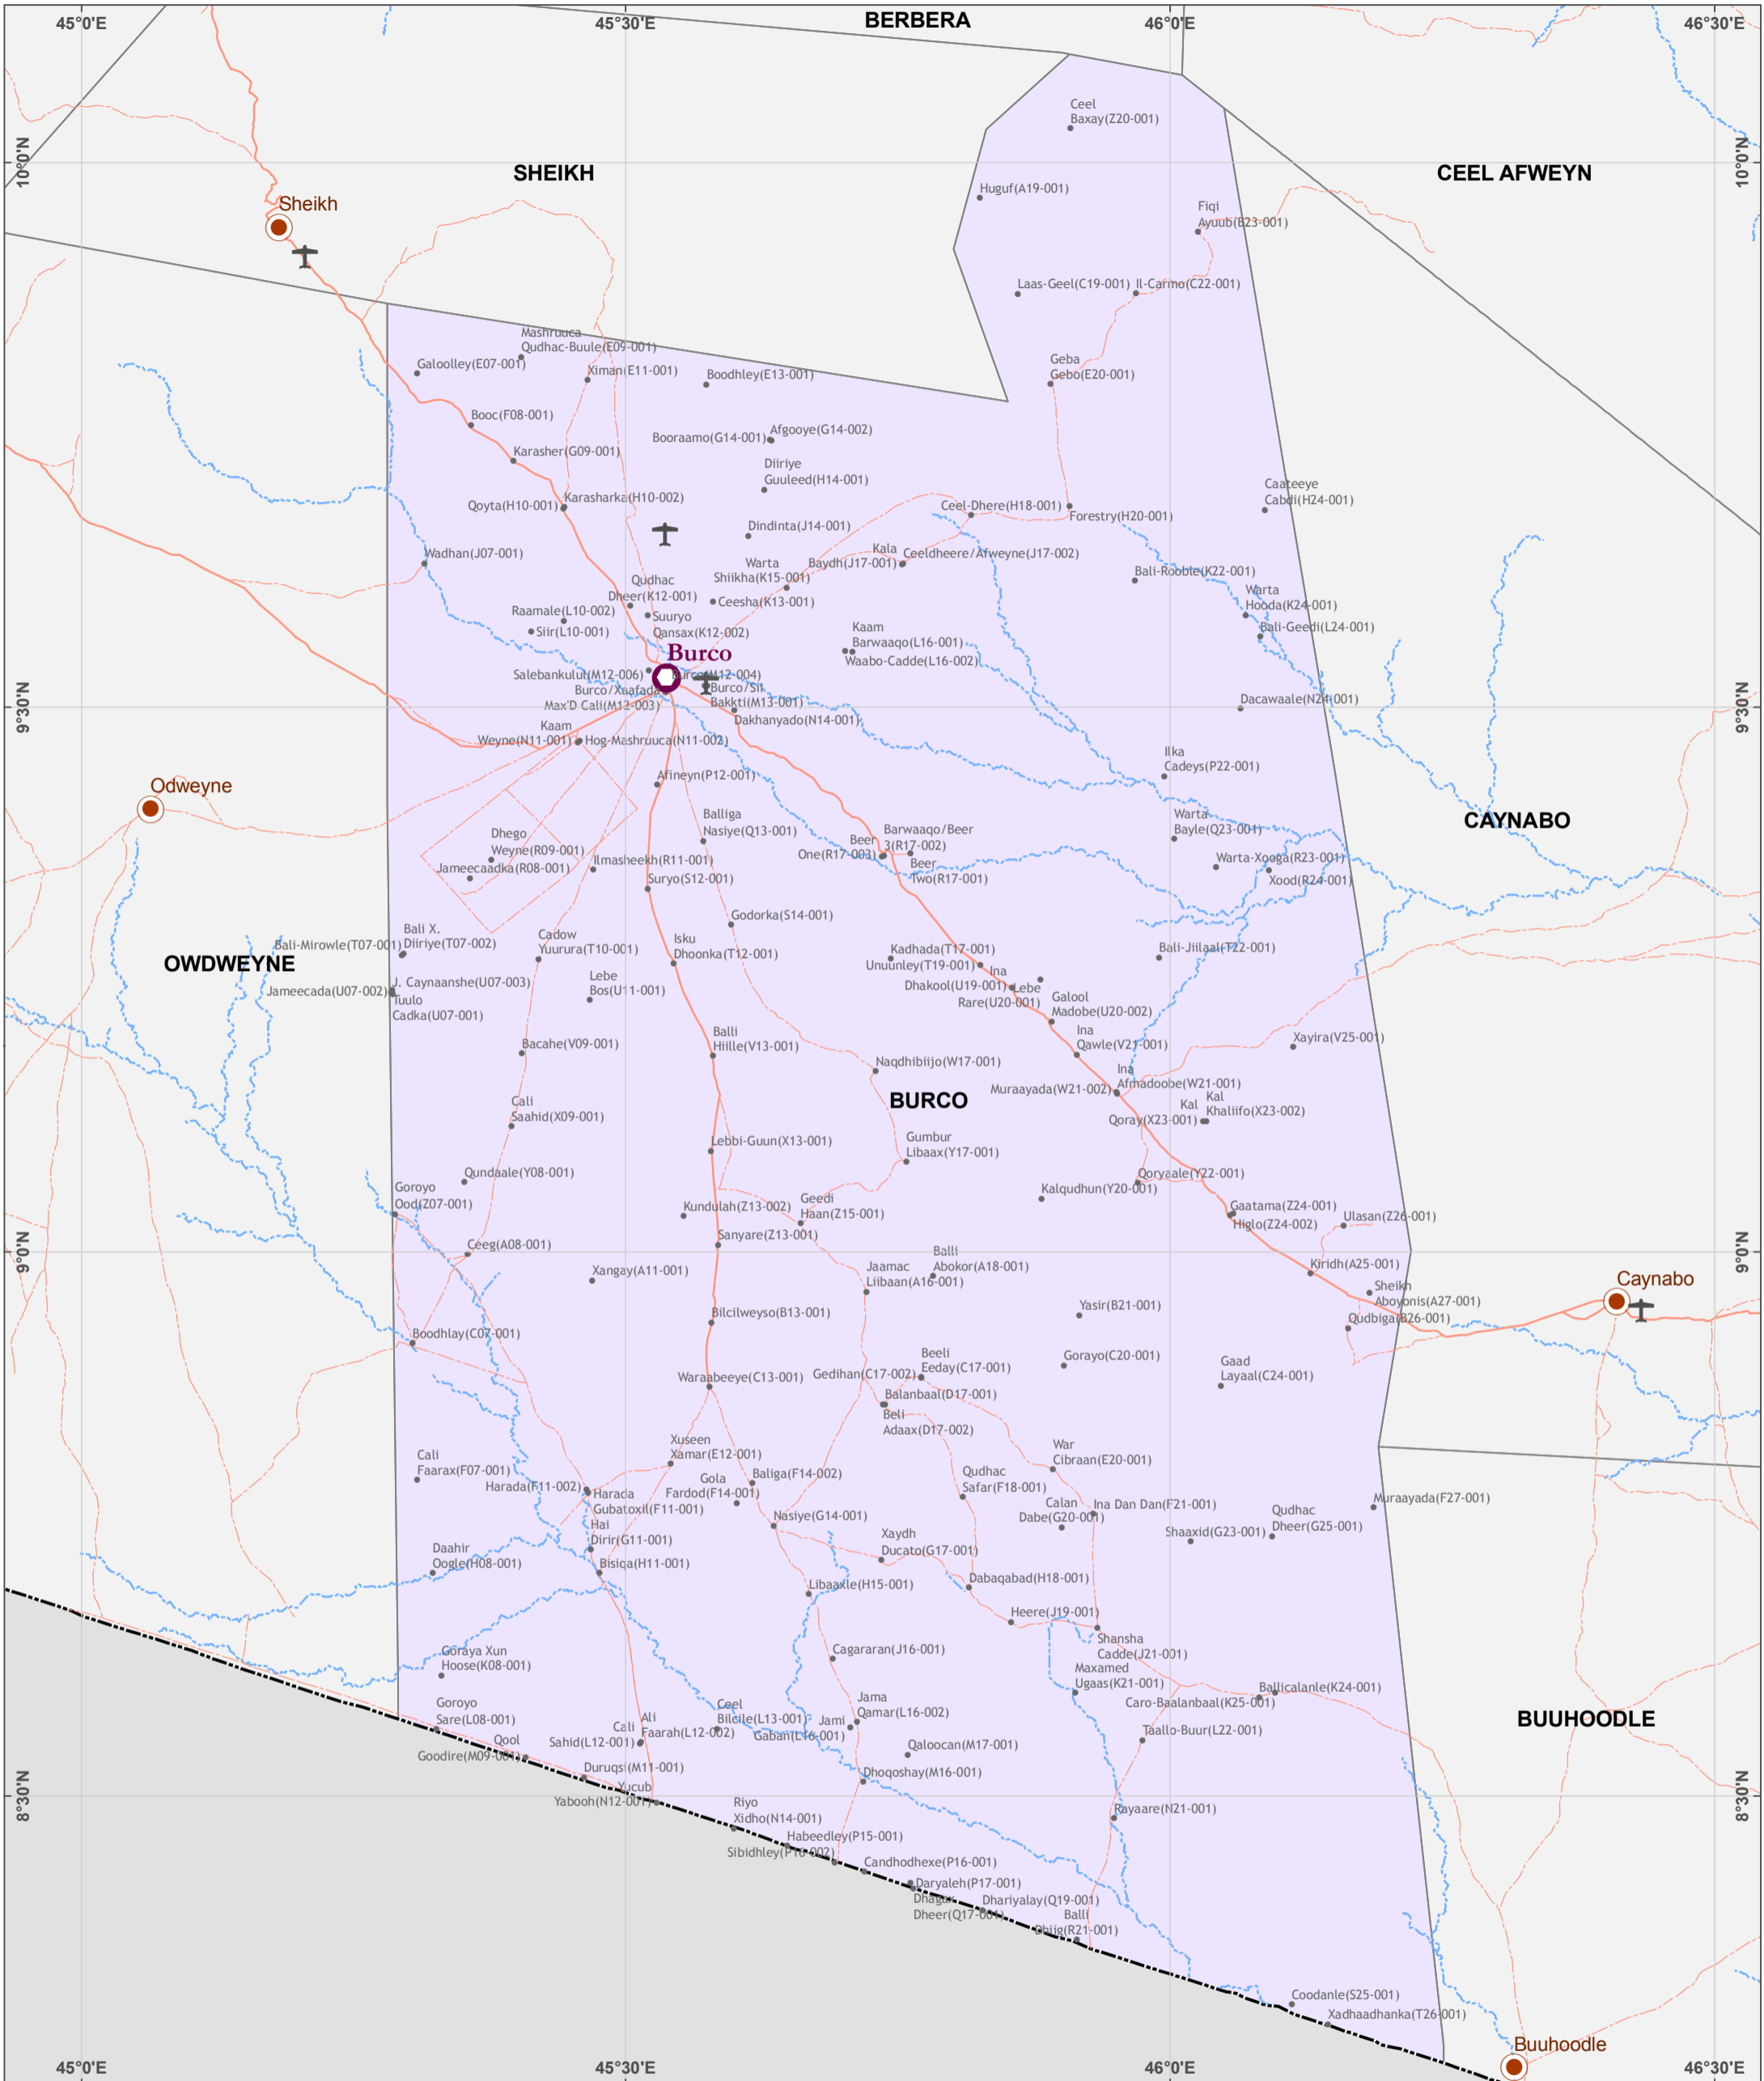 45°0'E
45°30'E
46°0'E
46°30'E
BERBERA
Ceel
Baxay(Z20-001)
10°0'N
10°0'N
SHEIKH
CEEL AFWEYN
Sheikh
Huguf(A19-001)
Fiqi
Ayuub(B23-001)
Laas-Geel(C19-001)
Il-Carmo(C22-001)
Mashruuca
Qudhac-Buule(E09-001)
Galoolley(E07-001)
Ximan(E11-001)
Boodhley(E13-001)
Geba
Gebo(E20-001)
Booc(F08-001)
Booraamo(G14-001)
Afgooye(G14-002)
Karasher(G09-001)
Diiriye
Guuleed(H14-001)
Caateeye
Cabdi(H24-001)
Qoyta(H10-001)
Karasharka(H10-002)
Ceel-Dhere(H18-001)
Forestry(H20-001)
Dindinta(J14-001)
Wadhan(J07-001)
Kala
Baydh(J17-001)
Ceeldheere/Afweyne(J17-002)
Warta
Shiikha(K15-001)
Bali-Rooble(K22-001)
Qudhac
Dheer(K12-001)
Ceesha(K13-001)
Warta
Hooda(K24-001)
Raamale(L10-002)
Suuryo
Qansax(K12-002)
Siir(L10-001)
Kaam
Barwaaqo(L16-001)
Waabo-Cadde(L16-002)
Bali-Geedi(L24-001)
Burco
Salebankulul(M12-006)
Burco(M12-004)
Burco/Xaafada
Max'D Cali(M12-003)
Burco/Sil
Bakkti(M13-001)
Dakhanyado(N14-001)
Dacawaale(N24-001)
9°30'N
9°30'N
Kaam
Weyne(N11-001)
Hog-Mashruuca(N11-002)
Ilka
Cadeys(P22-001)
Afineyn(P12-001)
Odweyne
Balliga
Nasiye(Q13-001)
Warta
Bayle(Q23-001)
CAYNABO
Dhego
Weyne(R09-001)
Jameecaadka(R08-001)
Ilmasheekh(R11-001)
Beer
One(R17-003)
Barwaaqo/Beer
3(R17-002)
Beer
Two(R17-001)
Warta-Xooga(R23-001)
Xood(R24-001)
Suryo(S12-001)
Godorka(S14-001)
Bali X.
Diiriye(T07-002)
Bali-Mirowle(T07-001)
OWDWEYNE
Cadow
Yuurura(T10-001)
Isku
Dhoonka(T12-001)
Kadhada(T17-001)
Unuunley(T19-001)
Bali-Jiilaal(T22-001)
J. Caynaanshe(U07-003)
Jameecada(U07-002)
Tuulo
Cadka(U07-001)
Lebe
Bos(U11-001)
Ina
Dhakool(U19-001)
Lebe
Rare(U20-001)
Galool
Madobe(U20-002)
Bacahe(V09-001)
Balli
Hiille(V13-001)
Ina
Qawle(V21-001)
Xayira(V25-001)
Naqdhibiijo(W17-001)
Ina
Afmadoobe(W21-001)
Muraayada(W21-002)
BURCO
Cali
Saahid(X09-001)
Kal
Qoray(X23-001)
Kal
Khaliifo(X23-002)
Lebbi-Guun(X13-001)
Gumbur
Libaax(Y17-001)
Qundaale(Y08-001)
Qoryaale(Y22-001)
Kalqudhun(Y20-001)
Goroyo
Ood(Z07-001)
Kundulah(Z13-002)
Geedi
Haan(Z15-001)
Gaatama(Z24-001)
Higlo(Z24-002)
Ulasan(Z26-001)
Sanyare(Z13-001)
9°0'N
9°0'N
Ceeg(A08-001)
Xangay(A11-001)
Jaamac
Liibaan(A16-001)
Balli
Abokor(A18-001)
Kiridh(A25-001)
Sheikh
Aboyonis(A27-001)
Caynabo
Bilcilweyso(B13-001)
Yasir(B21-001)
Qudbiga(B26-001)
Boodhlay(C07-001)
Waraabeeye(C13-001)
Gedihan(C17-002)
Beeli
Eeday(C17-001)
Gorayo(C20-001)
Gaad
Layaal(C24-001)
Balanbaal(D17-001)
Beli
Adaax(D17-002)
Xuseen
Xamar(E12-001)
War
Cibraan(E20-001)
Cali
Faarax(F07-001)
Harada(F11-002)
Harada
Gubatoxil(F11-001)
Gola
Fardod(F14-001)
Baliga(F14-002)
Qudhac
Safar(F18-001)
Ina Dan Dan(F21-001)
Muraayada(F27-001)
Nasiye(G14-001)
Calan
Dabe(G20-001)
Shaaxid(G23-001)
Qudhac
Dheer(G25-001)
Hai
Dirir(G11-001)
Xaydh
Ducato(G17-001)
Daahir
Oogle(H08-001)
Bisiqa(H11-001)
Libaaxle(H15-001)
Dabaqabad(H18-001)
Heere(J19-001)
Shansha
Cadde(J21-001)
Goraya Xun
Hoose(K08-001)
Cagararan(J16-001)
Maxamed
Ugaas(K21-001)
Ballicalanle(K24-001)
Caro-Baalanbaal(K25-001)
Goroyo
Sare(L08-001)
Cali
Sahid(L12-001)
Ali
Faarah(L12-002)
Ceel
Bilcile(L13-001)
Jama
Qamar(L16-002)
Jami
Gaban(L16-001)
Taallo-Buur(L22-001)
BUUHOODLE
Qool
Goodire(M09-001)
Duruqsi(M11-001)
Qaloocan(M17-001)
Dhoqoshay(M16-001)
8°30'N
8°30'N
Yucub
Yabooh(N12-001)
Riyo
Xidho(N14-001)
Rayaare(N21-001)
Habeedley(P15-001)
Sibidhley(P16-002)
Candhodhexe(P16-001)
Daryaleh(P17-001)
Dhagax
Dheer(Q17-001)
Dhariyalay(Q19-001)
Balli
Dhiig(R21-001)
Coodanle(S25-001)
Xadhaadhanka(T26-001)
Buuhoodle
45°0'E
45°30'E
46°0'E
46°30'E